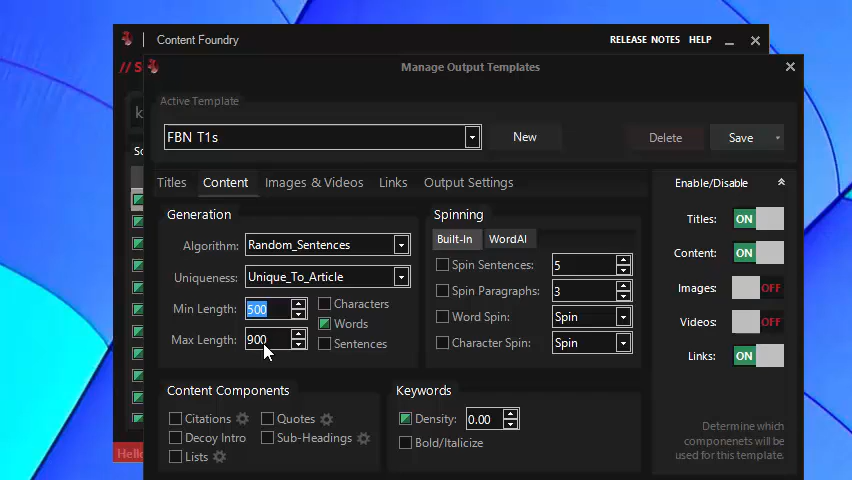 Content Foundry RELEASE NOTES HELP
// S
Manage Output Templates
Active Template
k
FBN T1s New Delete Save
Titles Content Images & Videos Links Output Settings Enable/Disable
Generation Spinning
Titles: ON
Built-In WordAI
Algorithm: Random_Sentences
Content: ON
Spin Sentences: 5
Uniqueness: Unique_To_Article
Images: OFF
Spin Paragraphs: 3
Min Length: 500 Characters
Word Spin: Spin
Videos: OFF
Words
Max Length: 900 Sentences
Character Spin: Spin
Links: ON
Content Components Keywords
Citations Quotes Density: 0.00
Decoy Intro Sub-Headings Bold/Italicize
Lists
Determine which
componenets will be
used for this template.
Hello